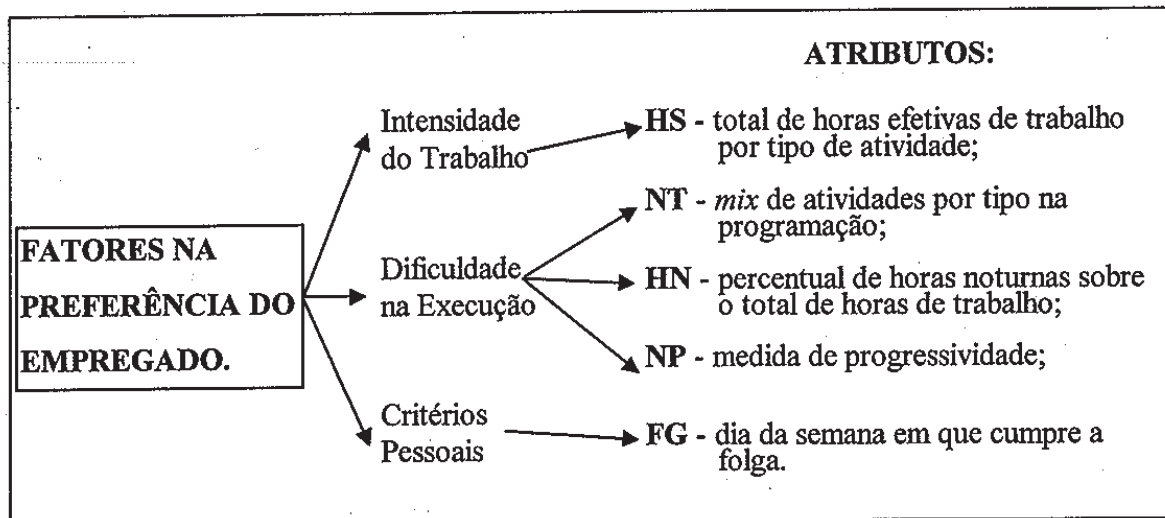 ATRIBUTOS:
Intensidade
do Trabalho
HS - total de horas efetivas de trabalho
por tipo de atividade;
NT - mix de atividades por tipo na
programação;
FATORES NA
PREFERÊNCIA DO
EMPREGADO.
Dificuldade
na Execução
HN - percentual de horas noturnas sobre
o total de horas de trabalho;
NP - medida de progressividade;
Critérios
Pessoais
FG - dia da semana em que cumpre a
folga.